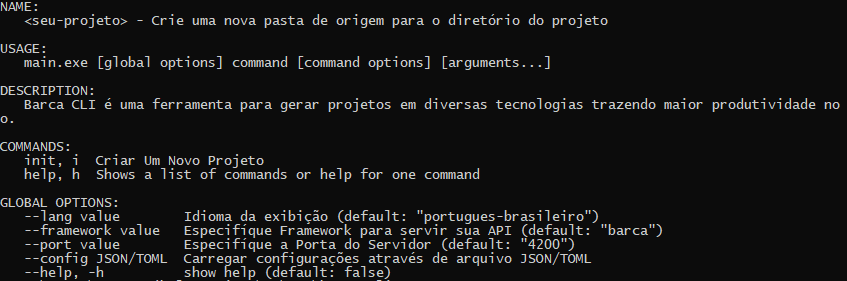 NAME:
<seu-projeto> - Crie uma nova pasta de origem para o diretório do projeto
USAGE:
main.exe [global options] command [command options] [arguments...]
DESCRIPTION:
Barca CLI é uma ferramenta para gerar projetos em diversas tecnologias trazendo maior produtividade no
o.
COMMANDS:
init, i  Criar Um Novo Projeto
help, h  Shows a list of commands or help for one command
GLOBAL OPTIONS:
--lang value        Idioma da exibição (default: "portugues-brasileiro")
--framework value   Especifíque Framework para servir sua API (default: "barca")
--port value        Especifíque a Porta do Servidor (default: "4200")
--config JSON/TOML  Carregar configurações através de arquivo JSON/TOML
--help, -h          show help (default: false)